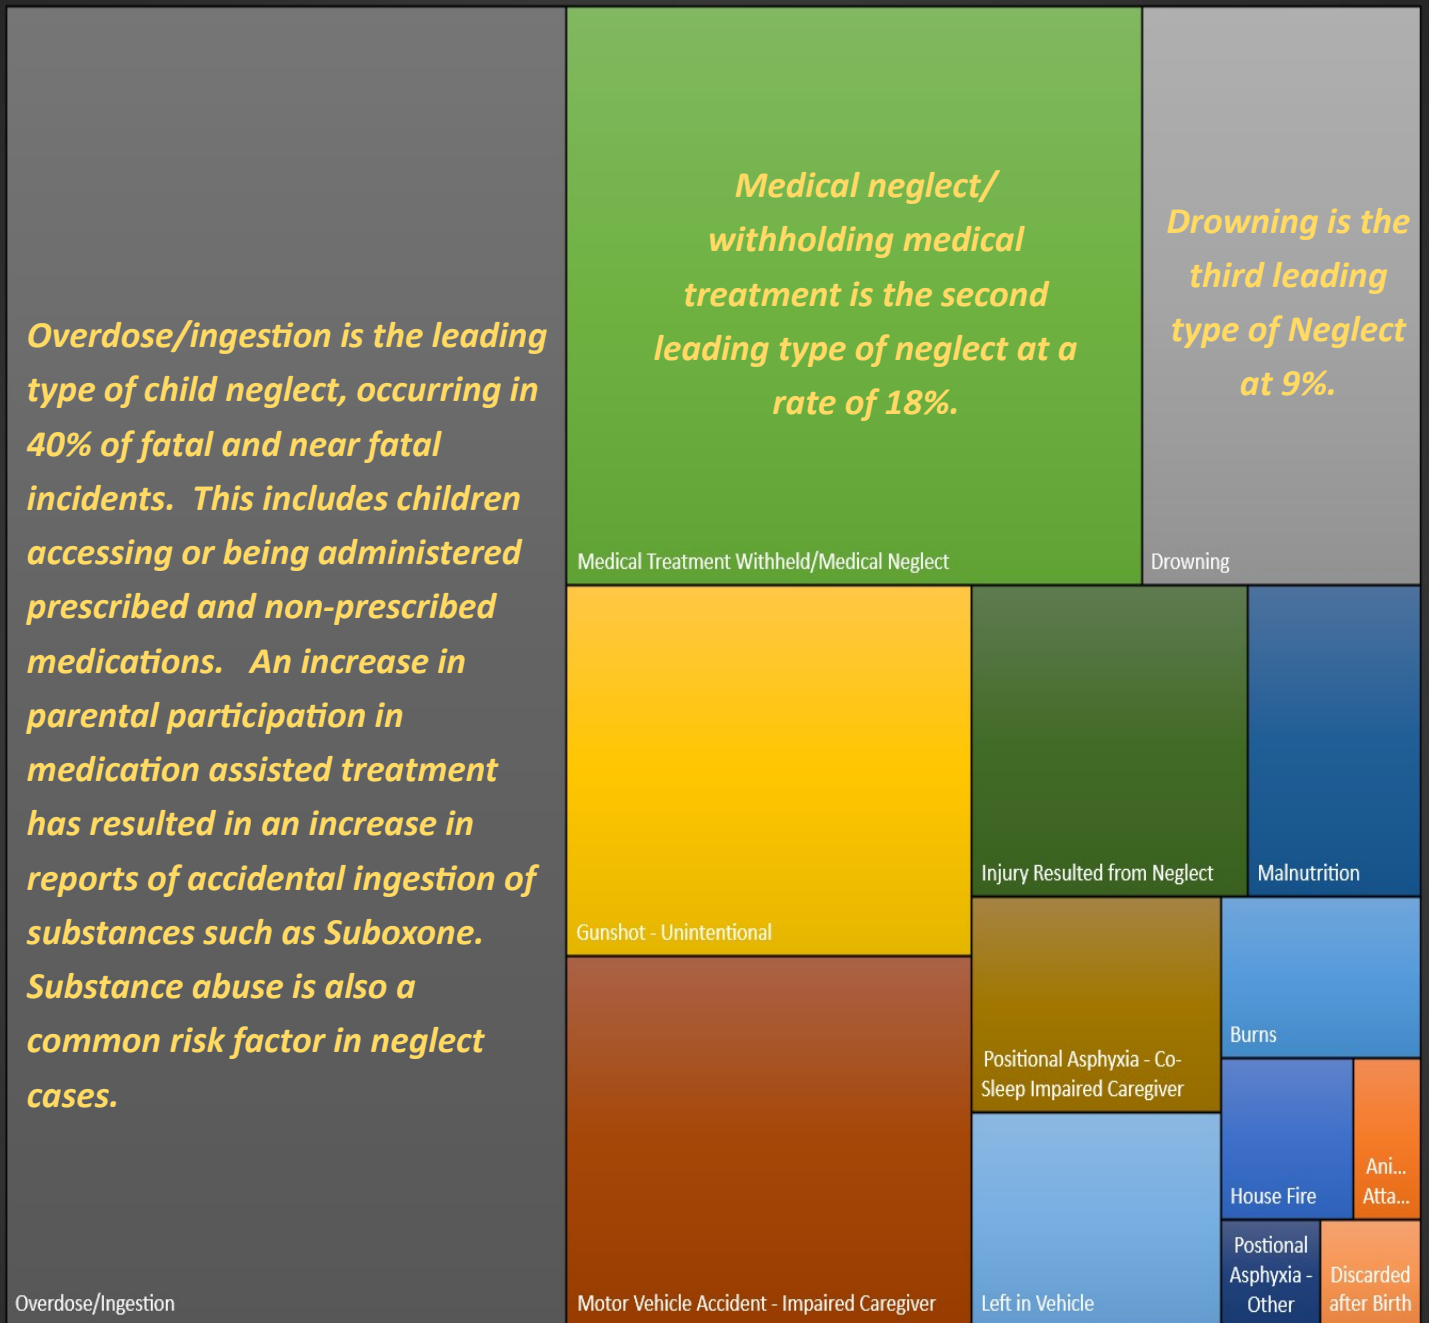 Overdose/ingestion is the leading
type of child neglect, occurring in
40% of fatal and near fatal
incidents.  This includes children
accessing or being administered
prescribed and non-prescribed
medications.   An increase in
parental participation in
medication assisted treatment
has resulted in an increase in
reports of accidental ingestion of
substances such as Suboxone.
Substance abuse is also a
common risk factor in neglect
cases.
Overdose/Ingestion
Medical neglect/
withholding medical
treatment is the second
leading type of neglect at a
rate of 18%.
Medical Treatment Withheld/Medical Neglect
Drowning is the
third leading
type of Neglect
at 9%.
Drowning
Gunshot - Unintentional
Injury Resulted from Neglect
Malnutrition
Motor Vehicle Accident - Impaired Caregiver
Positional Asphyxia - Co-
Sleep Impaired Caregiver
Burns
Left in Vehicle
House Fire
Ani...
Atta...
Postional
Asphyxia -
Other
Discarded
after Birth